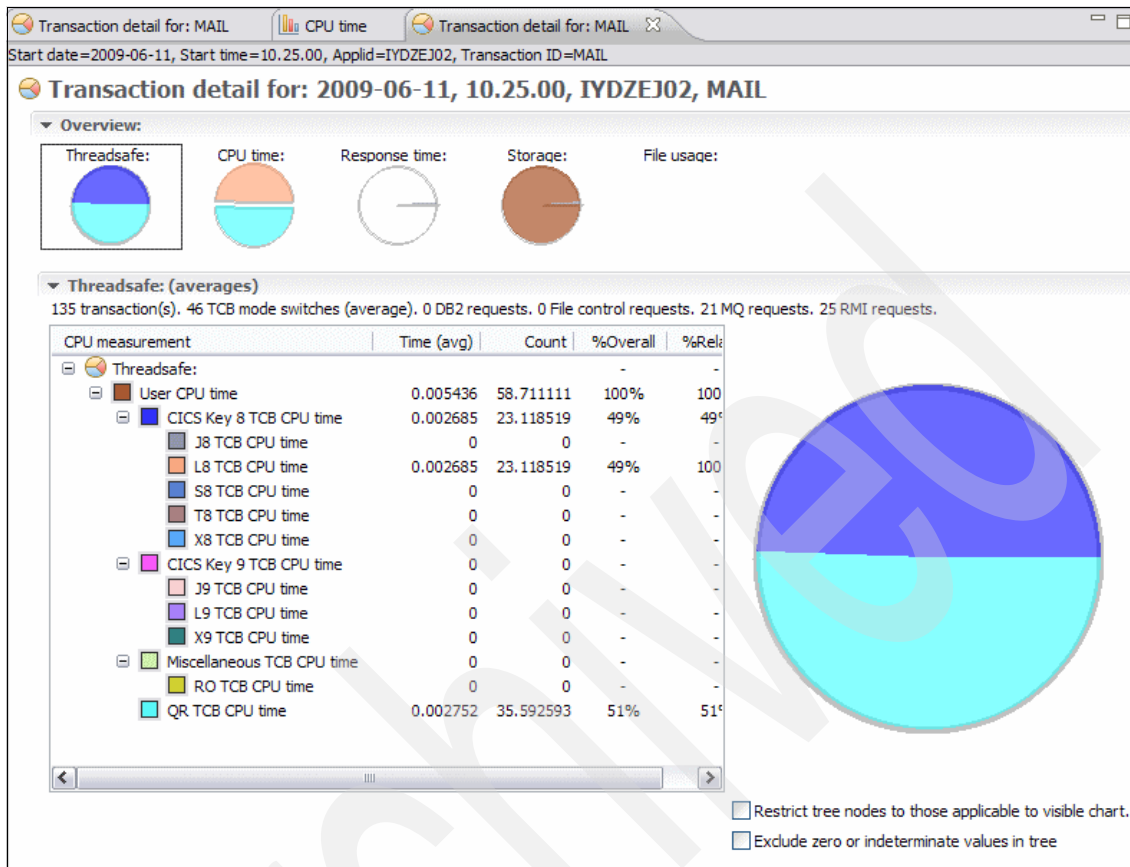 Transaction detail for: MAIL CPU time Transaction detail for: MAIL
Start date=2009-06-11, Start time=10.25.00, Applid=IYDZEJ02, Transaction ID=MAIL
Transaction detail for: 2009-06-11, 10.25.00, IYDZEJ02, MAIL
Overview:
Threadsafe: CPU time: Response time: Storage: File usage:
Threadsafe: (averages)
135 transaction(s). 46 TCB mode switches (average). 0 DB2 requests. 0 File control requests. 21 MQ requests. 25 RMI requests.
CPU measurement Time (avg) Count %Overall %Rela
Threadsafe: - -
User CPU time 0.005436 58.711111 100% 100
CICS Key 8 TCB CPU time 0.002685 23.118519 49% 49%
J8 TCB CPU time 0 0 - -
L8 TCB CPU time 0.002685 23.118519 49% 100
S8 TCB CPU time 0 0 - -
T8 TCB CPU time 0 0 - -
X8 TCB CPU time 0 0 - -
CICS Key 9 TCB CPU time 0 0 - -
J9 TCB CPU time 0 0 - -
L9 TCB CPU time 0 0 - -
X9 TCB CPU time 0 0 - -
Miscellaneous TCB CPU time 0 0 - -
RO TCB CPU time 0 0 - -
QR TCB CPU time 0.002752 35.592593 51% 51%
Restrict tree nodes to those applicable to visible chart.
Exclude zero or indeterminate values in tree